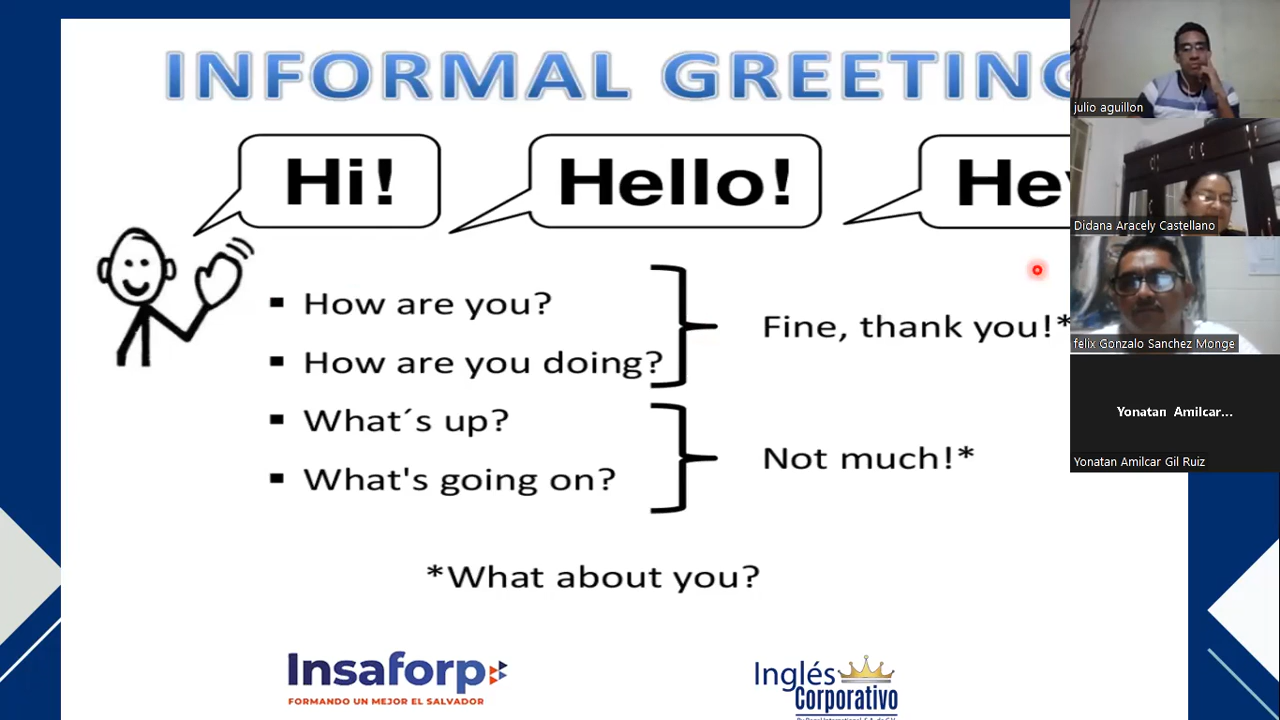 INFORMAL GREETING
Hi!
Hello!
Hey
How are you?
How are you doing?
What´s up?
What's going on?
Fine, thank you!*
Not much!*
*What about you?
Insaforp
FORMANDO UN MEJOR EL SALVADOR
Inglés
Corporativo
julio aguillon
Didana Aracely Castellano
felix Gonzalo Sanchez Monge
Yonatan Amilcar...
Yonatan Amilcar Gil Ruiz